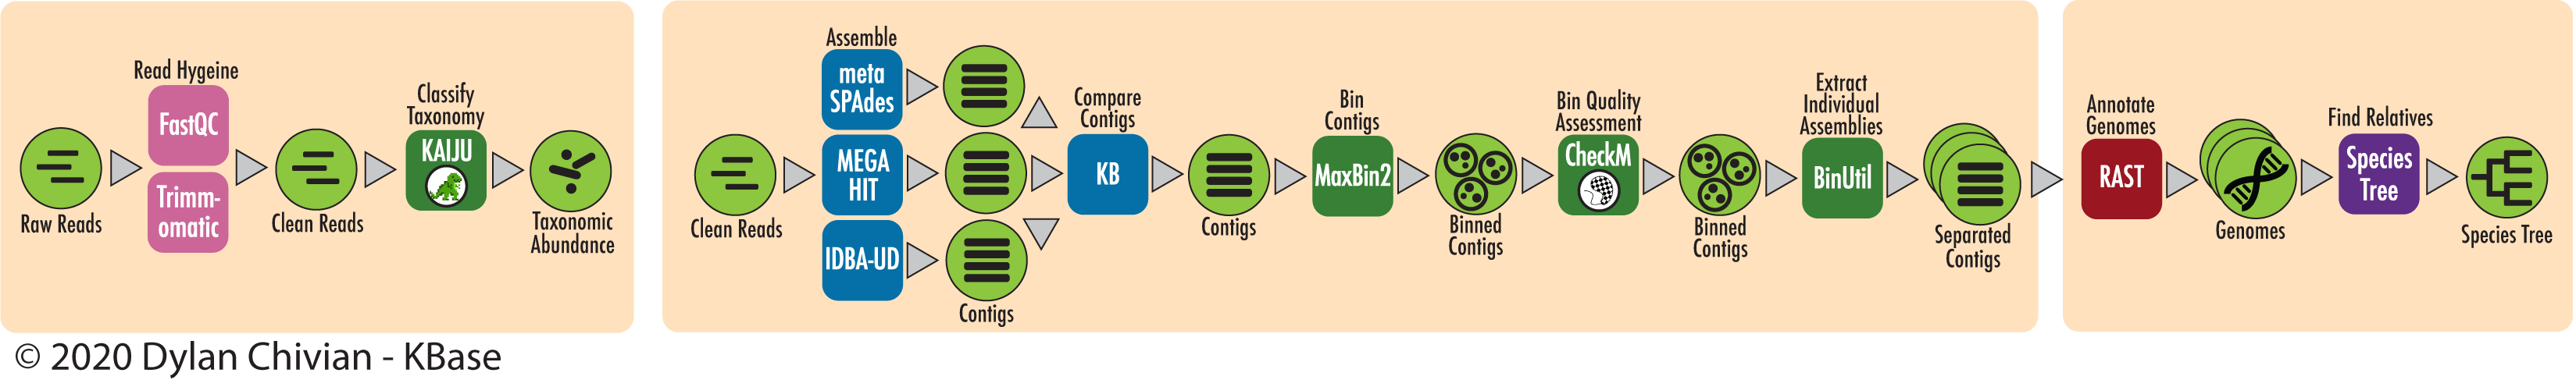 Read Hygeine
FastQC
Trimm-
omatic
Raw Reads
Clean Reads
Classify
Taxonomy
KAIJU
Taxonomic
Abundance
Clean Reads
Assemble
meta
SPAdes
MEGA
HIT
IDBA-UD
Contigs
Compare
Contigs
KB
Contigs
Bin
Contigs
MaxBin2
Binned
Contigs
Bin Quality
Assessment
CheckM
Binned
Contigs
Extract
Individual
Assemblies
BinUtil
Separated
Contigs
Annotate
Genomes
RAST
Genomes
Find Relatives
Species
Tree
Species Tree
© 2020 Dylan Chivian - KBase